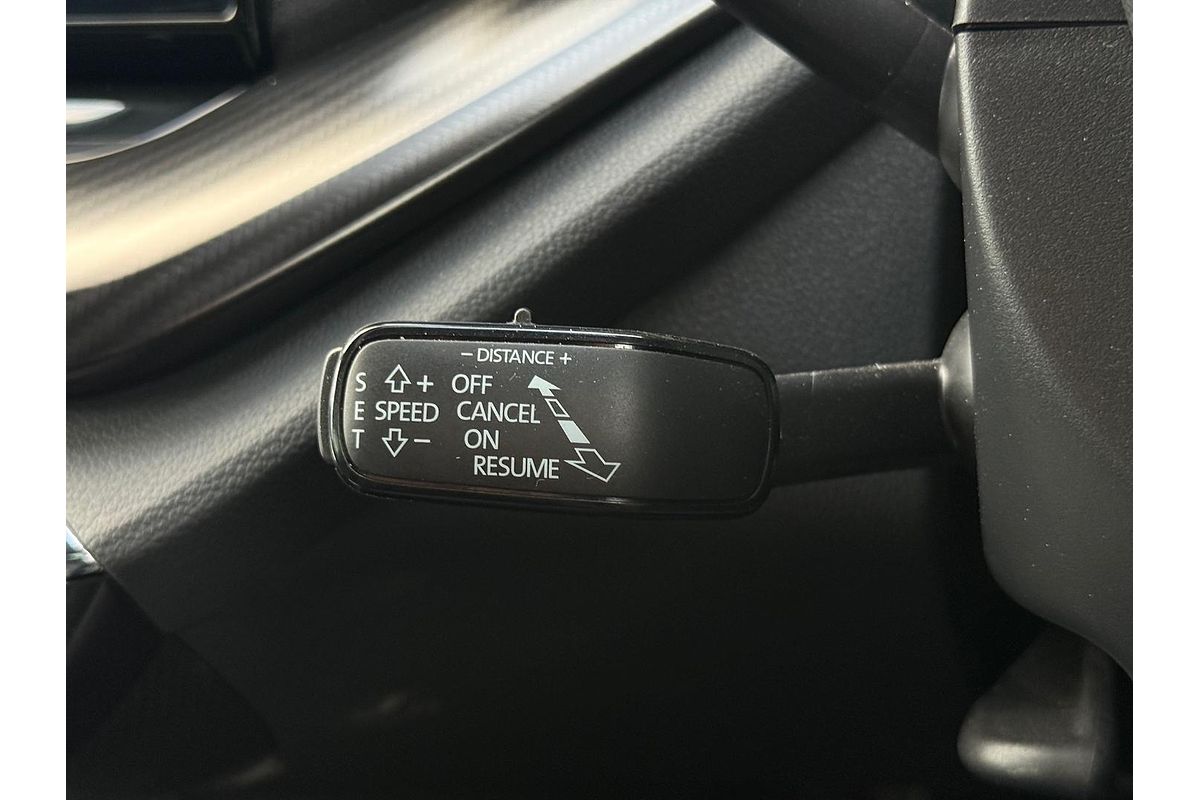 − DISTANCE +
S + OFF
E SPEED CANCEL
T − ON
RESUME